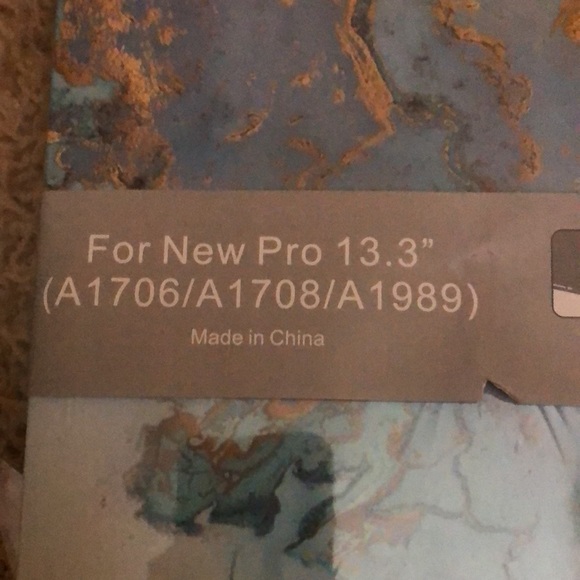 For New Pro 13.3”
(A1706/A1708/A1989)
Made in China